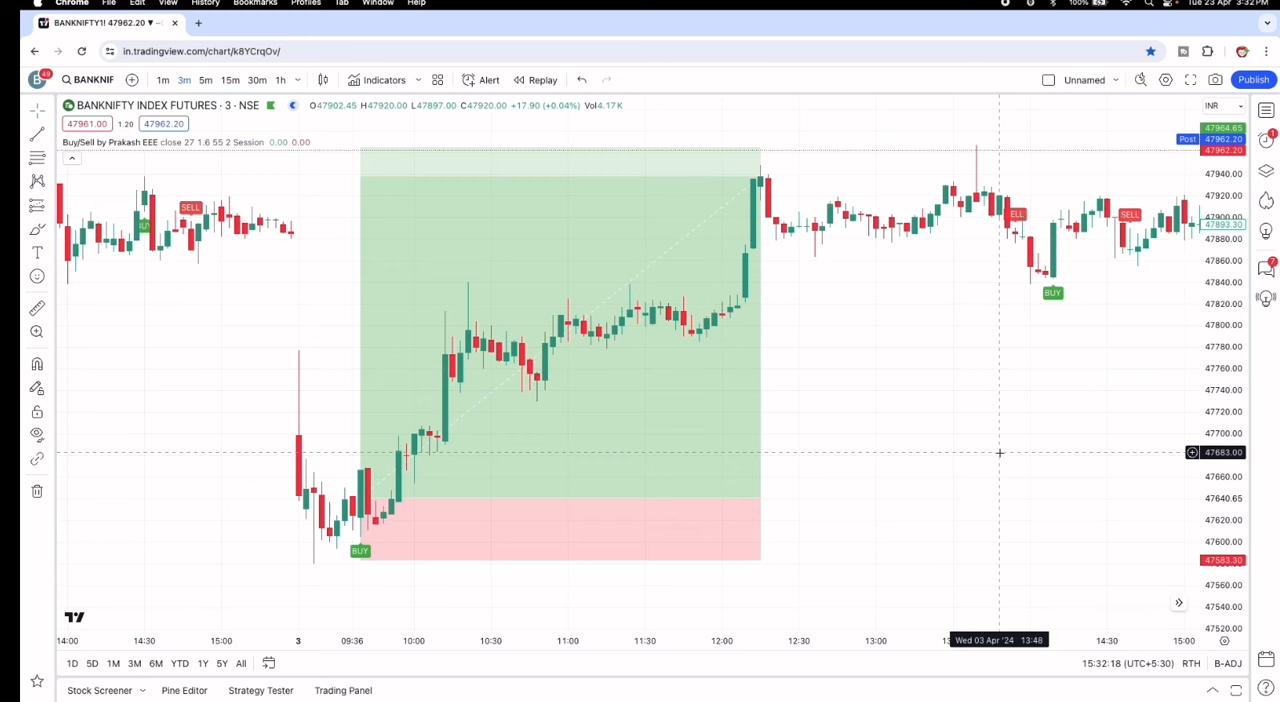 Chrome File Edit View History Bookmarks Profiles Tab Window Help 100% Tue 23 Apr 3:32PM
BANKNIFTY1! 47962.20 ▼
in.tradingview.com/chart/k8YCrqOv/
B 49 BANKNIF 1m 3m 5m 15m 30m 1h Indicators Alert Replay Unnamed Publish
BANKNIFTY INDEX FUTURES · 3 · NSE O47902.45 H47920.00 L47897.00 C47920.00 +17.90 (+0.04%) Vol4.17K INR
47961.00 1.20 47962.20
47964.65
Buy/Sell by Prakash EEE close 27 1.6 55 2 Session 0.00 0.00
Post 47962.20
47962.20
47940.00
47920.00
SELL ELL SELL
47900.00
47893.30
47880.00
47860.00
47840.00
BUY
47820.00
47800.00
47780.00
47760.00
47740.00
47720.00
47700.00
47683.00
47660.00
47640.65
47620.00
47600.00
BUY
47583.30
47560.00
47540.00
47520.00
14:00 14:30 15:00 3 09:36 10:00 10:30 11:00 11:30 12:00 12:30 13:00 Wed 03 Apr '24 13:48 14:30 15:00
1D 5D 1M 3M 6M YTD 1Y 5Y All 15:32:18 (UTC+5:30) RTH B-ADJ
Stock Screener Pine Editor Strategy Tester Trading Panel